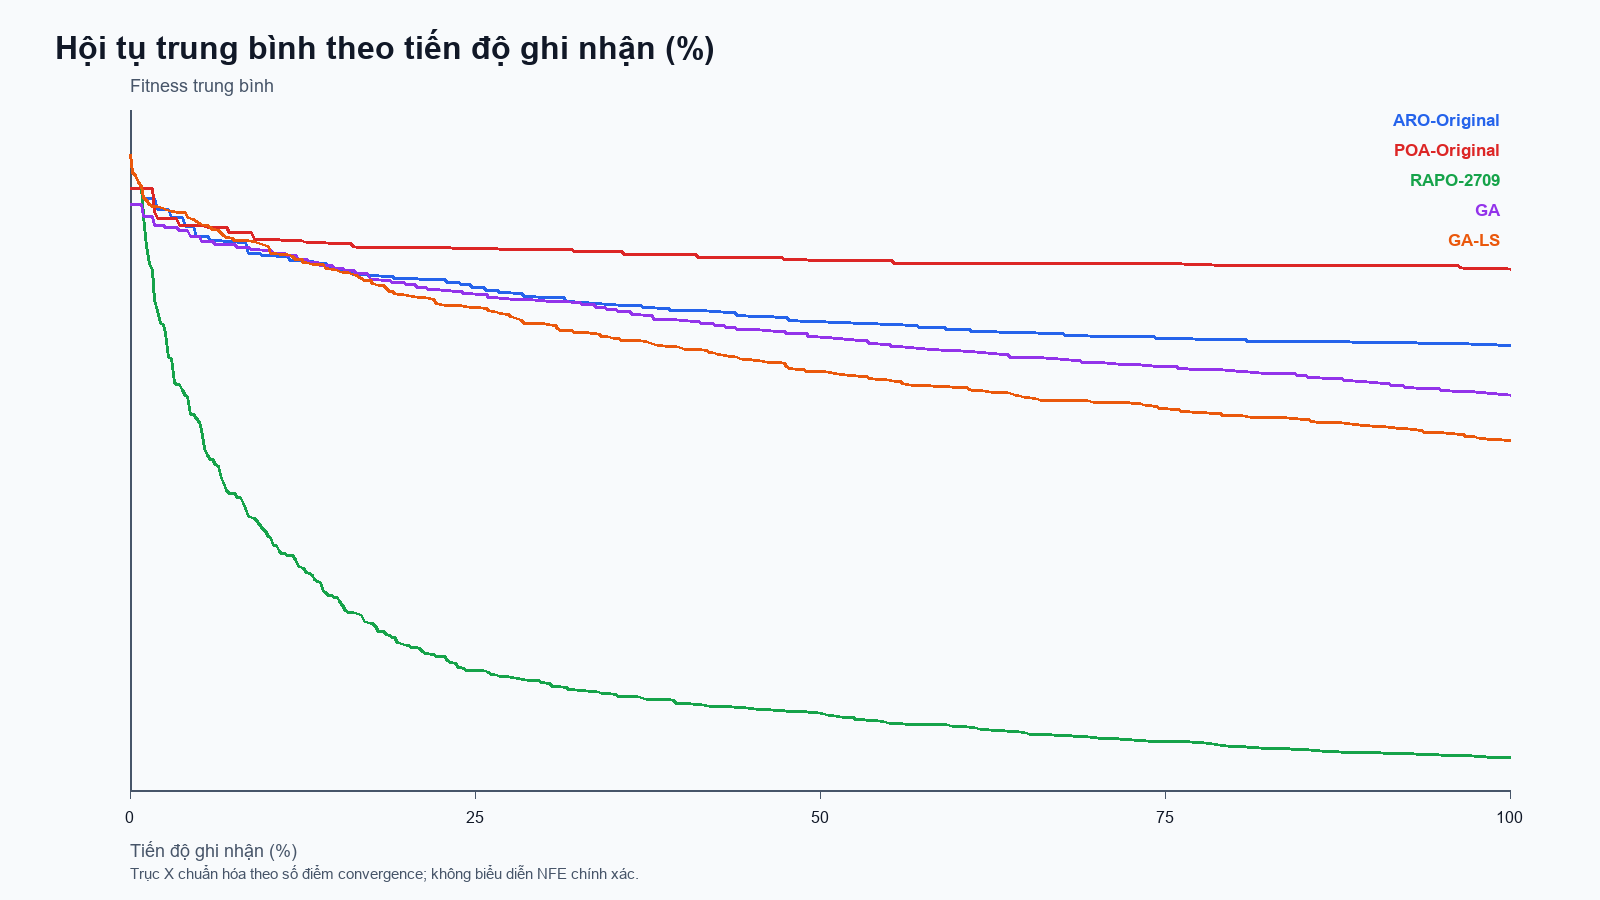 Hội tụ trung bình theo tiến độ ghi nhận (%)
Fitness trung bình
ARO-Original
POA-Original
RAPO-2709
GA
GA-LS
0 25 50 75 100
Tiến độ ghi nhận (%)
Trục X chuẩn hóa theo số điểm convergence; không biểu diễn NFE chính xác.